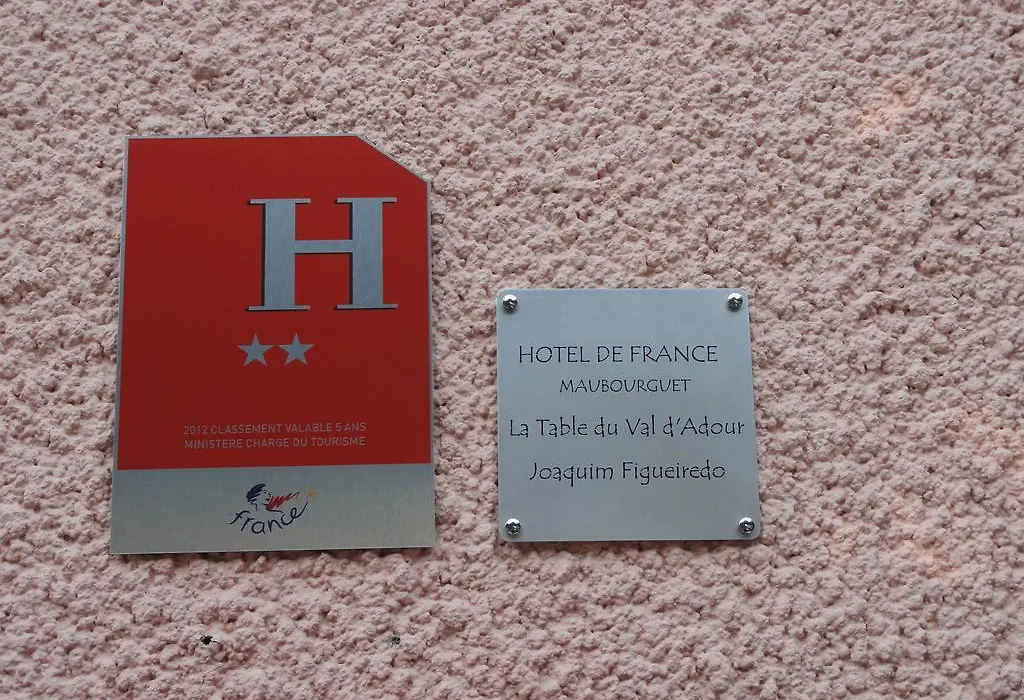 H
2012 CLASSEMENT VALABLE 5 ANS
MINISTERE CHARGE DU TOURISME
france
HOTEL DE FRANCE
MAUBOURGUET
La Table du Val d'Adour
Joaquim Figueiredo